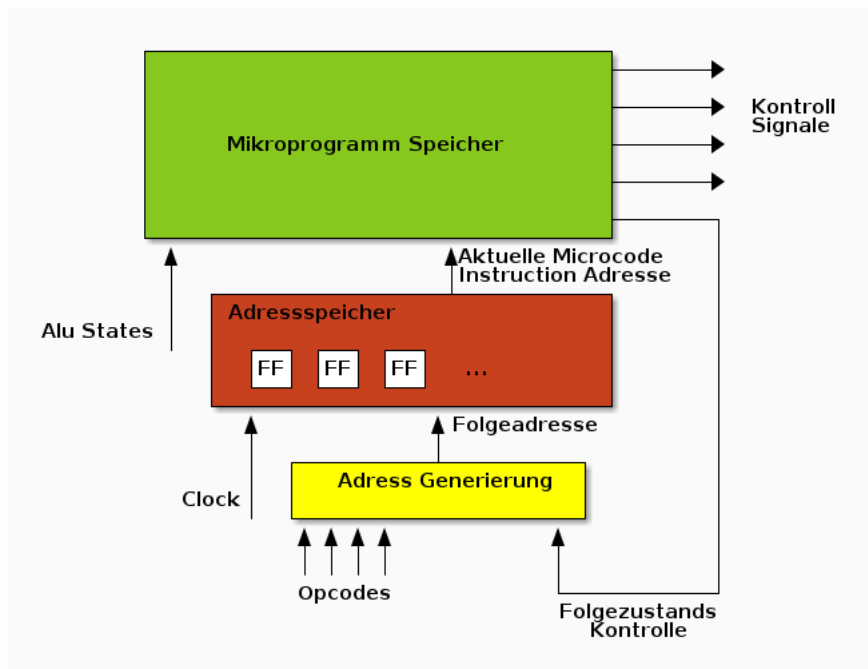 Mikroprogramm Speicher
Kontroll
Signale
Aktuelle Microcode
Instruction Adresse
Alu States
Adressspeicher
FF FF FF ...
Folgeadresse
Clock
Adress Generierung
Opcodes
Folgezustands
Kontrolle